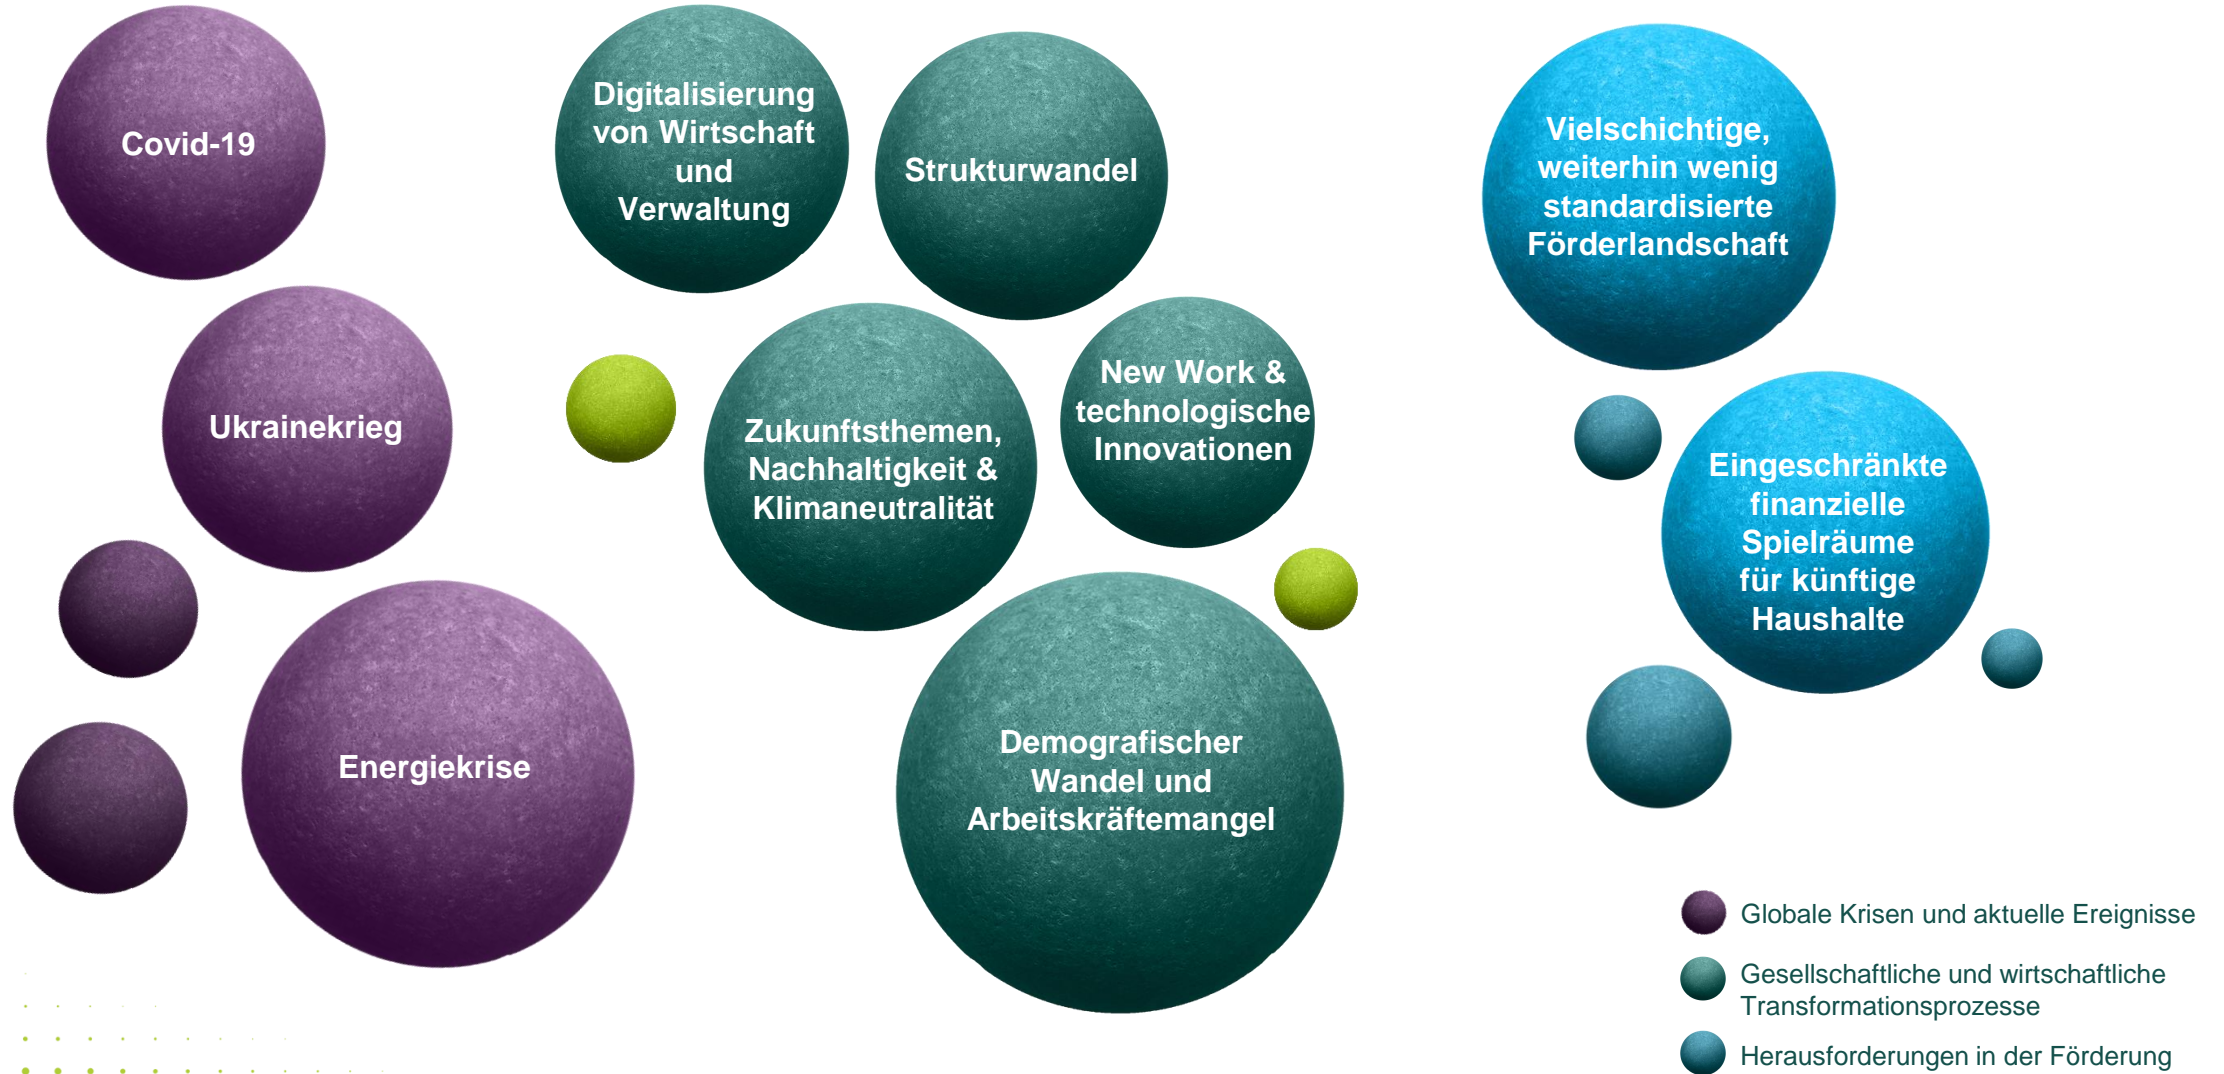 Covid-19
Ukrainekrieg
Energiekrise
Digitalisierung
von Wirtschaft
und
Verwaltung
Strukturwandel
Zukunftsthemen,
Nachhaltigkeit &
Klimaneutralität
New Work &
technologische
Innovationen
Demografischer
Wandel und
Arbeitskräftemangel
Vielschichtige,
weiterhin wenig
standardisierte
Förderlandschaft
Eingeschränkte
finanzielle
Spielräume
für künftige
Haushalte
Globale Krisen und aktuelle Ereignisse
Gesellschaftliche und wirtschaftliche
Transformationsprozesse
Herausforderungen in der Förderung